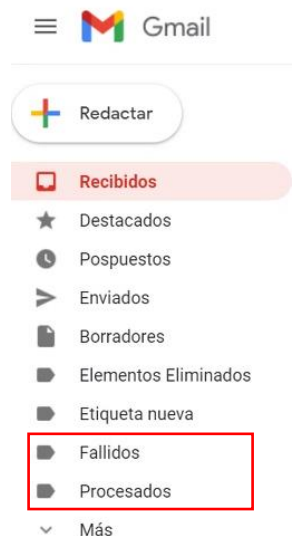 Gmail
Redactar
Recibidos
Destacados
Pospuestos
Enviados
Borradores
Elementos Eliminados
Etiqueta nueva
Fallidos
Procesados
Más